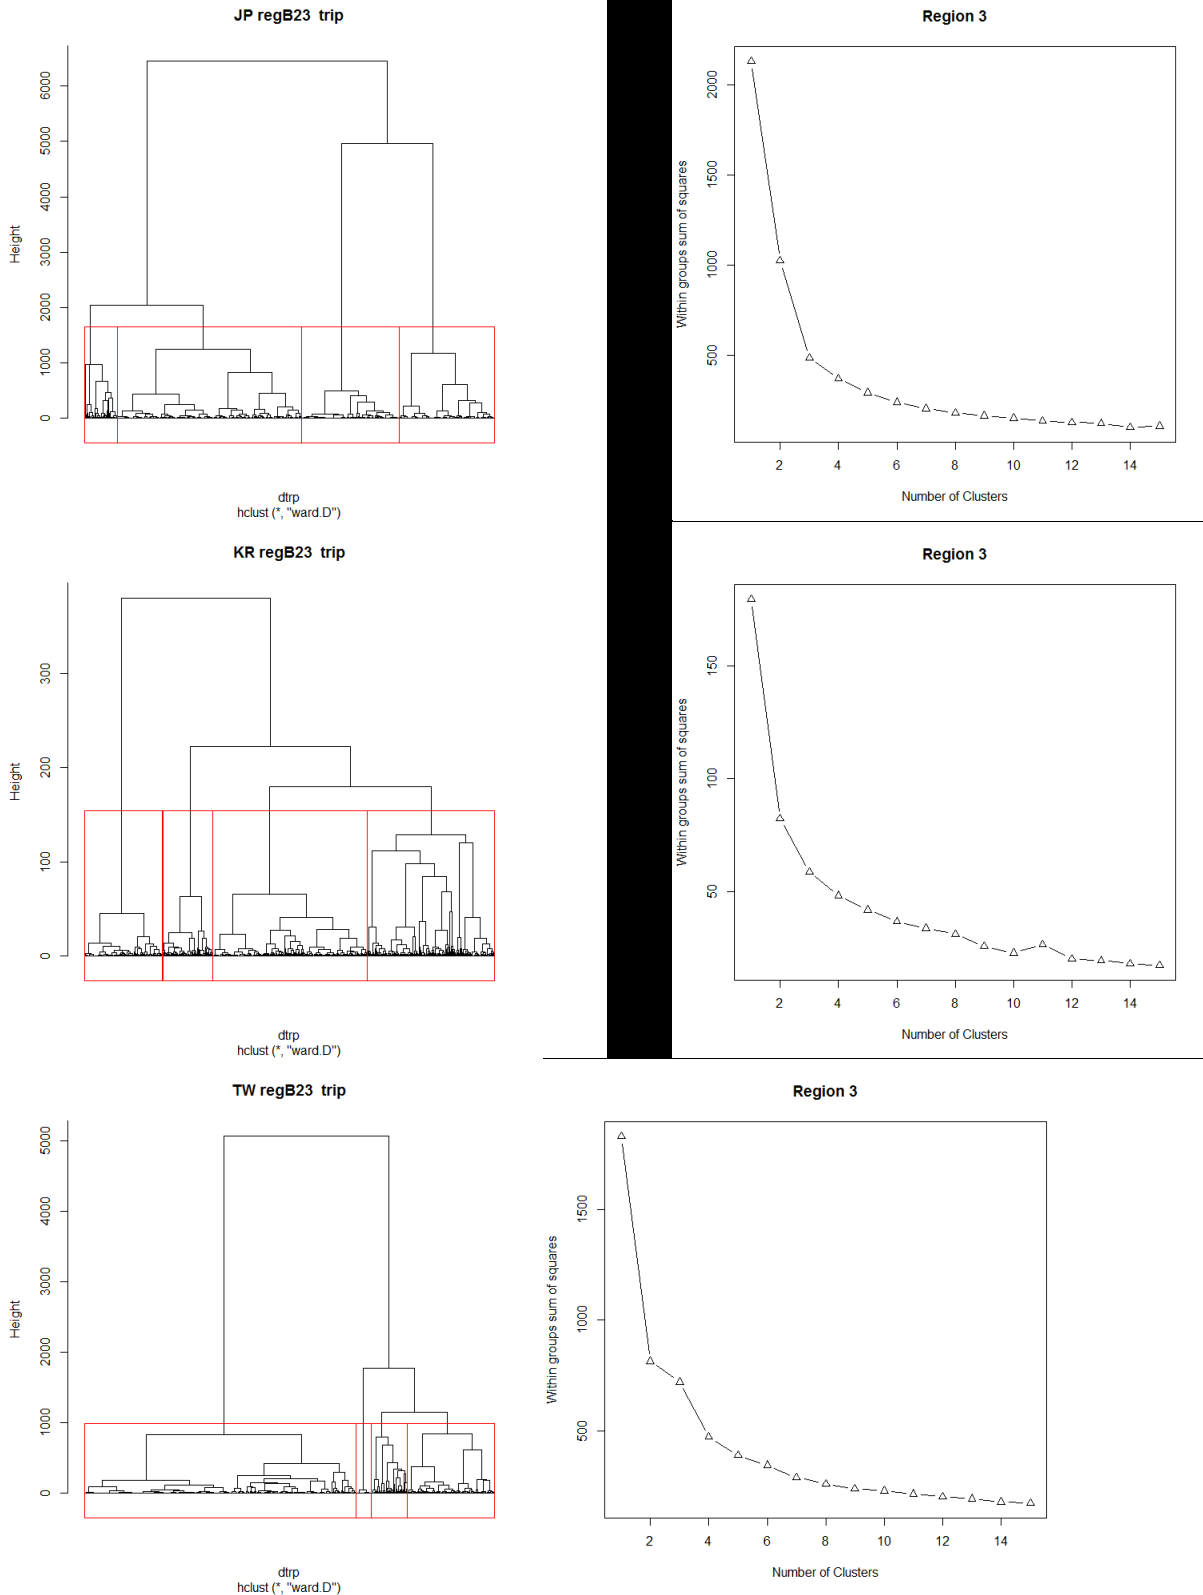 JP regB23 trip
Height
6000
5000
4000
3000
2000
1000
0
dtrp
hclust (*, "ward.D")
Region 3
Within groups sum of squares
2000
1500
1000
500
2 4 6 8 10 12 14
Number of Clusters
KR regB23 trip
Height
300
200
100
0
dtrp
hclust (*, "ward.D")
Region 3
Within groups sum of squares
150
100
50
2 4 6 8 10 12 14
Number of Clusters
TW regB23 trip
Height
5000
4000
3000
2000
1000
0
dtrp
hclust (*, "ward.D")
Region 3
Within groups sum of squares
1500
1000
500
2 4 6 8 10 12 14
Number of Clusters